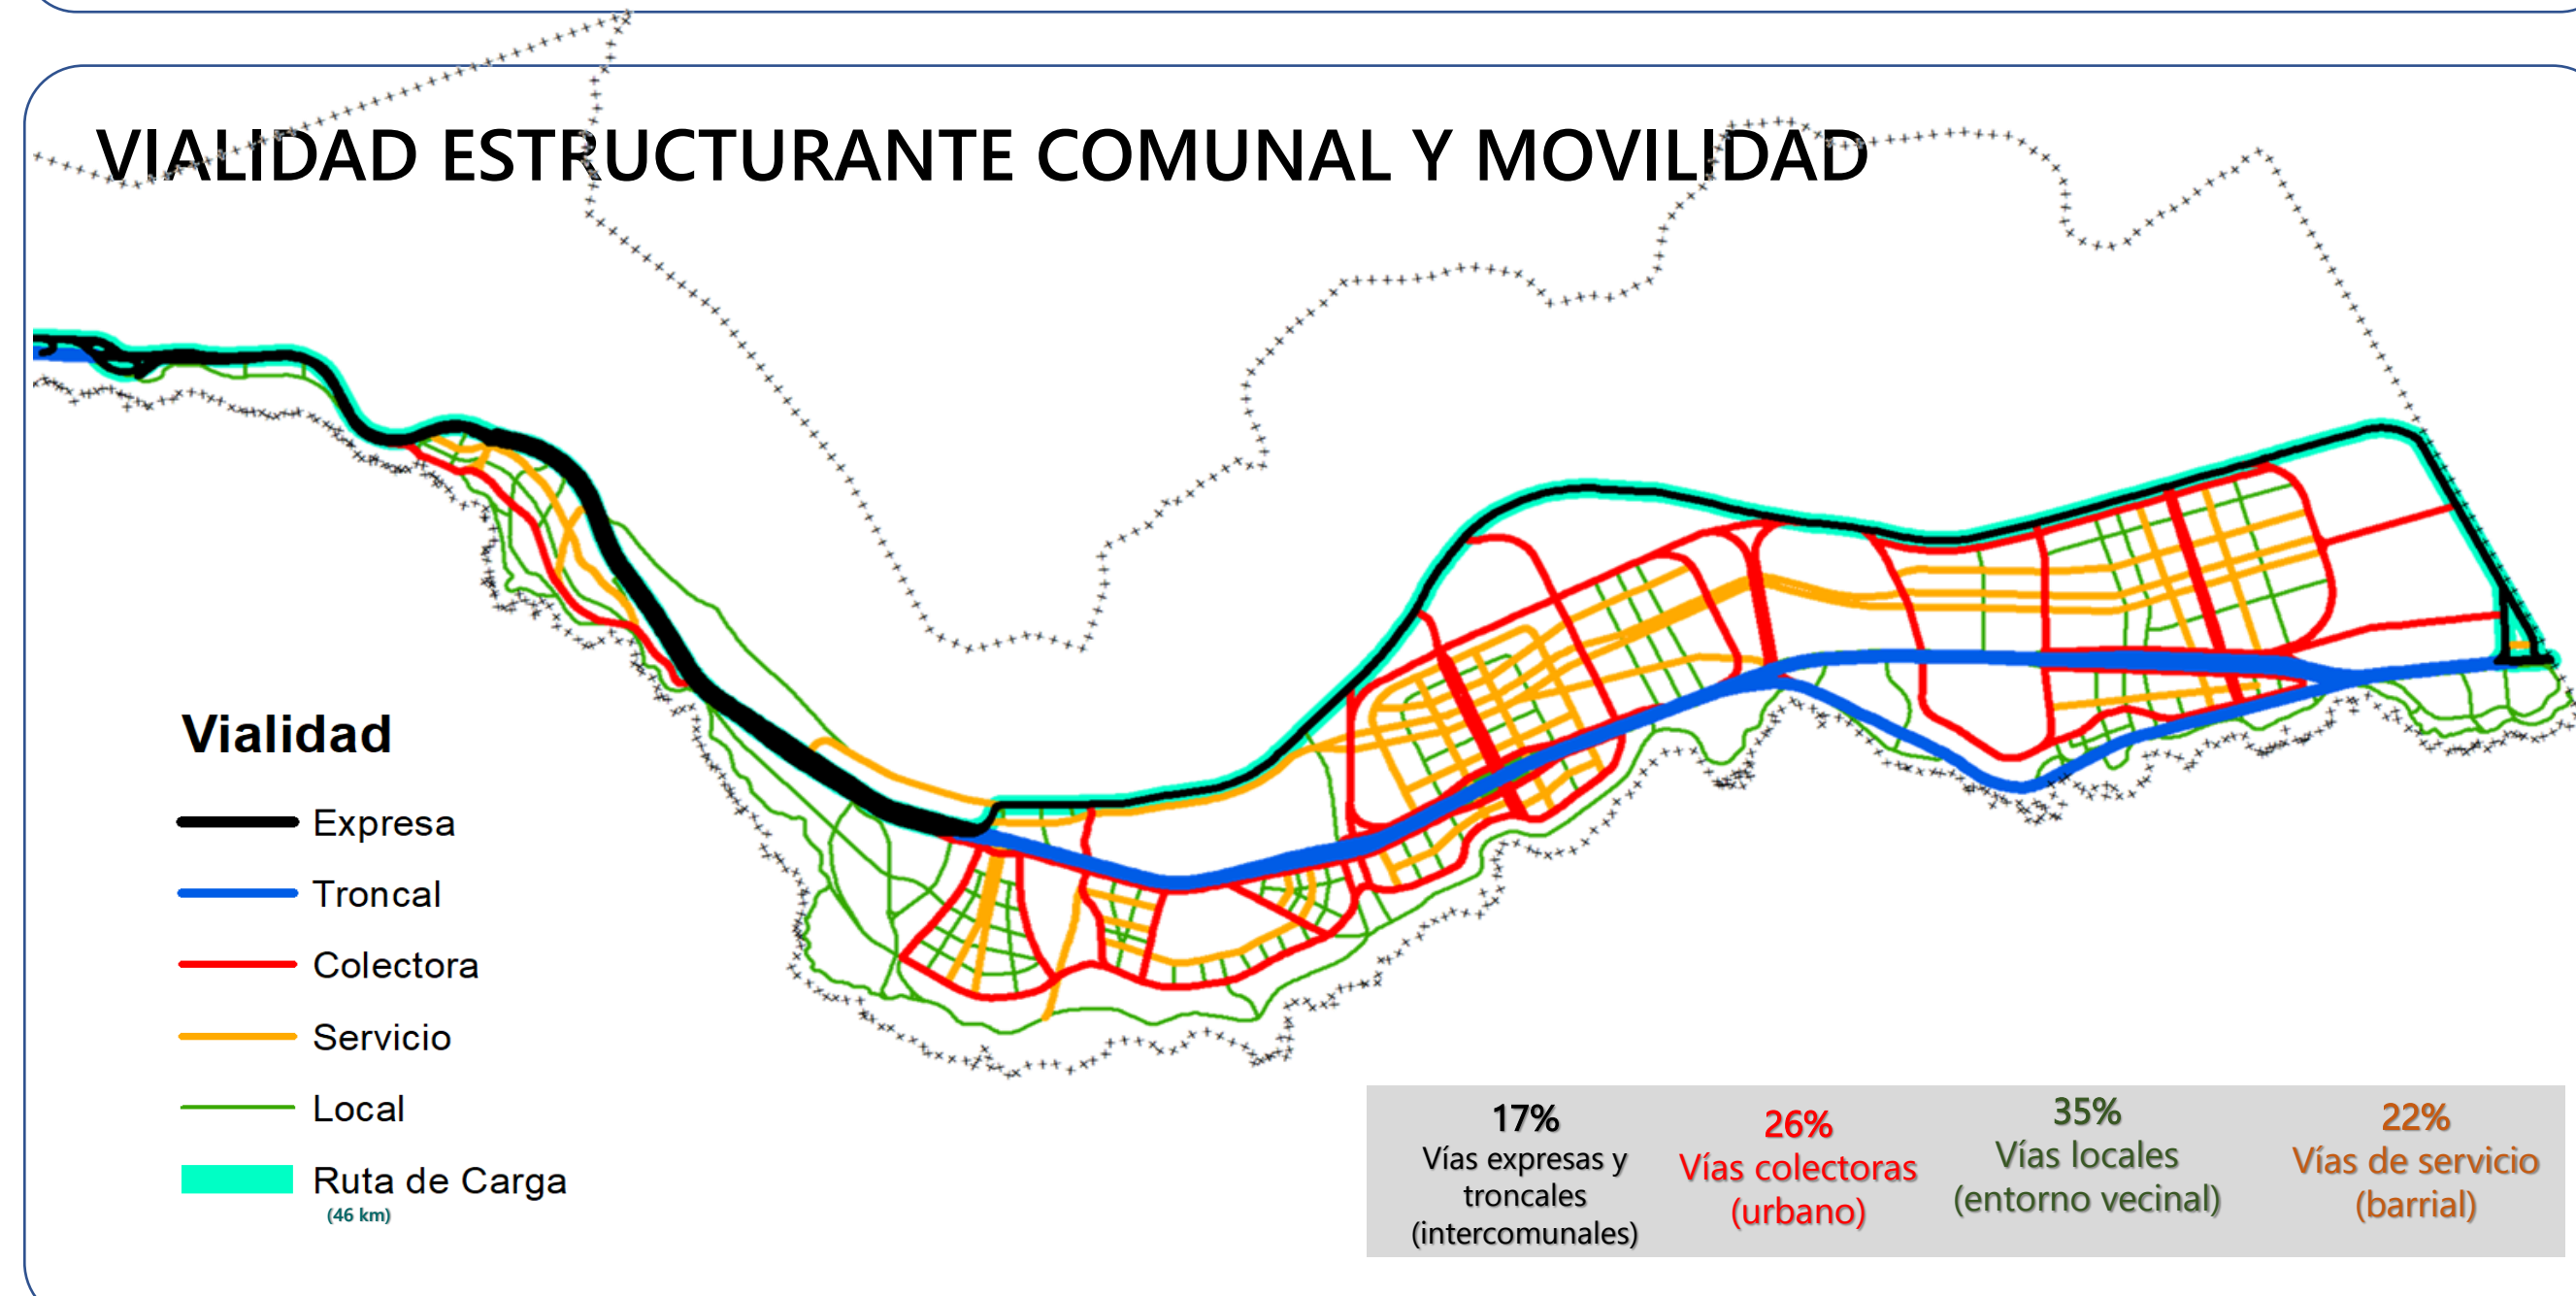 VIALIDAD ESTRUCTURANTE COMUNAL Y MOVILIDAD
Vialidad
Expresa
Troncal
Colectora
Servicio
Local
Ruta de Carga
(46 km)
17%
Vías expresas y
troncales
(intercomunales)
26%
Vías colectoras
(urbano)
35%
Vías locales
(entorno vecinal)
22%
Vías de servicio
(barrial)